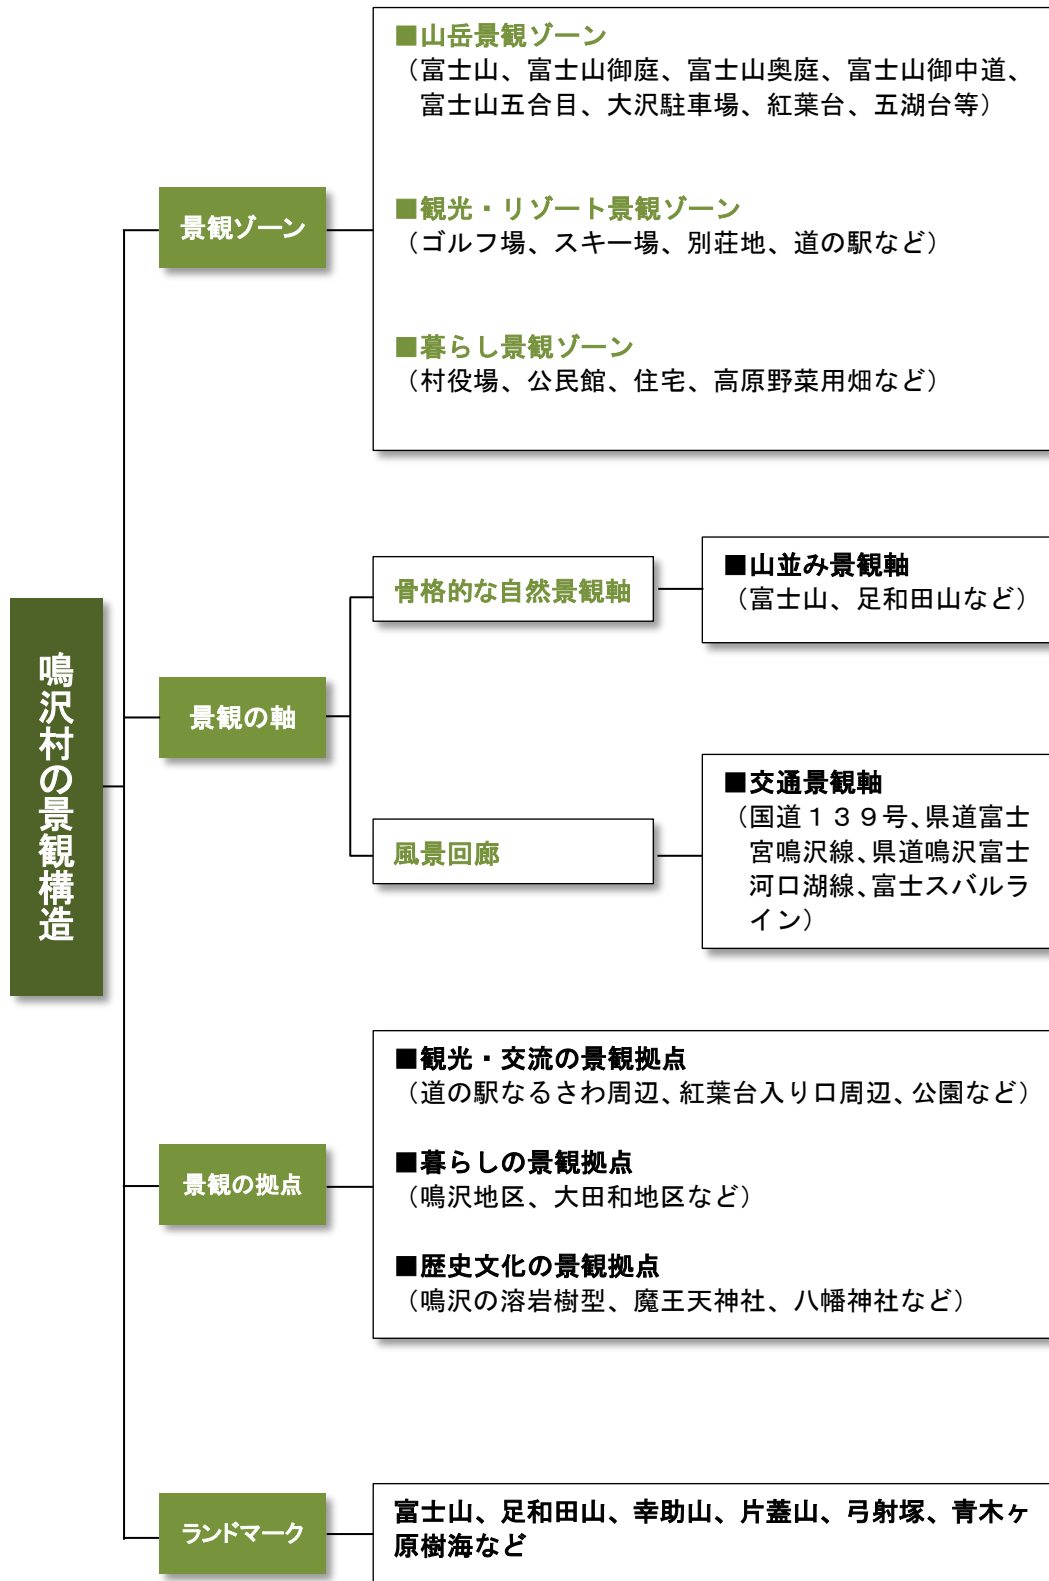 鳴沢村の景観構造
景観ゾーン
■山岳景観ゾーン
（富士山、富士山御庭、富士山奥庭、富士山御中道、
富士山五合目、大沢駐車場、紅葉台、五湖台等）
■観光・リゾート景観ゾーン
（ゴルフ場、スキー場、別荘地、道の駅など）
■暮らし景観ゾーン
（村役場、公民館、住宅、高原野菜用畑など）
景観の軸
骨格的な自然景観軸
■山並み景観軸
（富士山、足和田山など）
風景回廊
■交通景観軸
（国道１３９号、県道富士
宮鳴沢線、県道鳴沢富士
河口湖線、富士スバルラ
イン）
景観の拠点
■観光・交流の景観拠点
（道の駅なるさわ周辺、紅葉台入り口周辺、公園など）
■暮らしの景観拠点
（鳴沢地区、大田和地区など）
■歴史文化の景観拠点
（鳴沢の溶岩樹型、魔王天神社、八幡神社など）
ランドマーク
富士山、足和田山、幸助山、片蓋山、弓射塚、青木ヶ
原樹海など